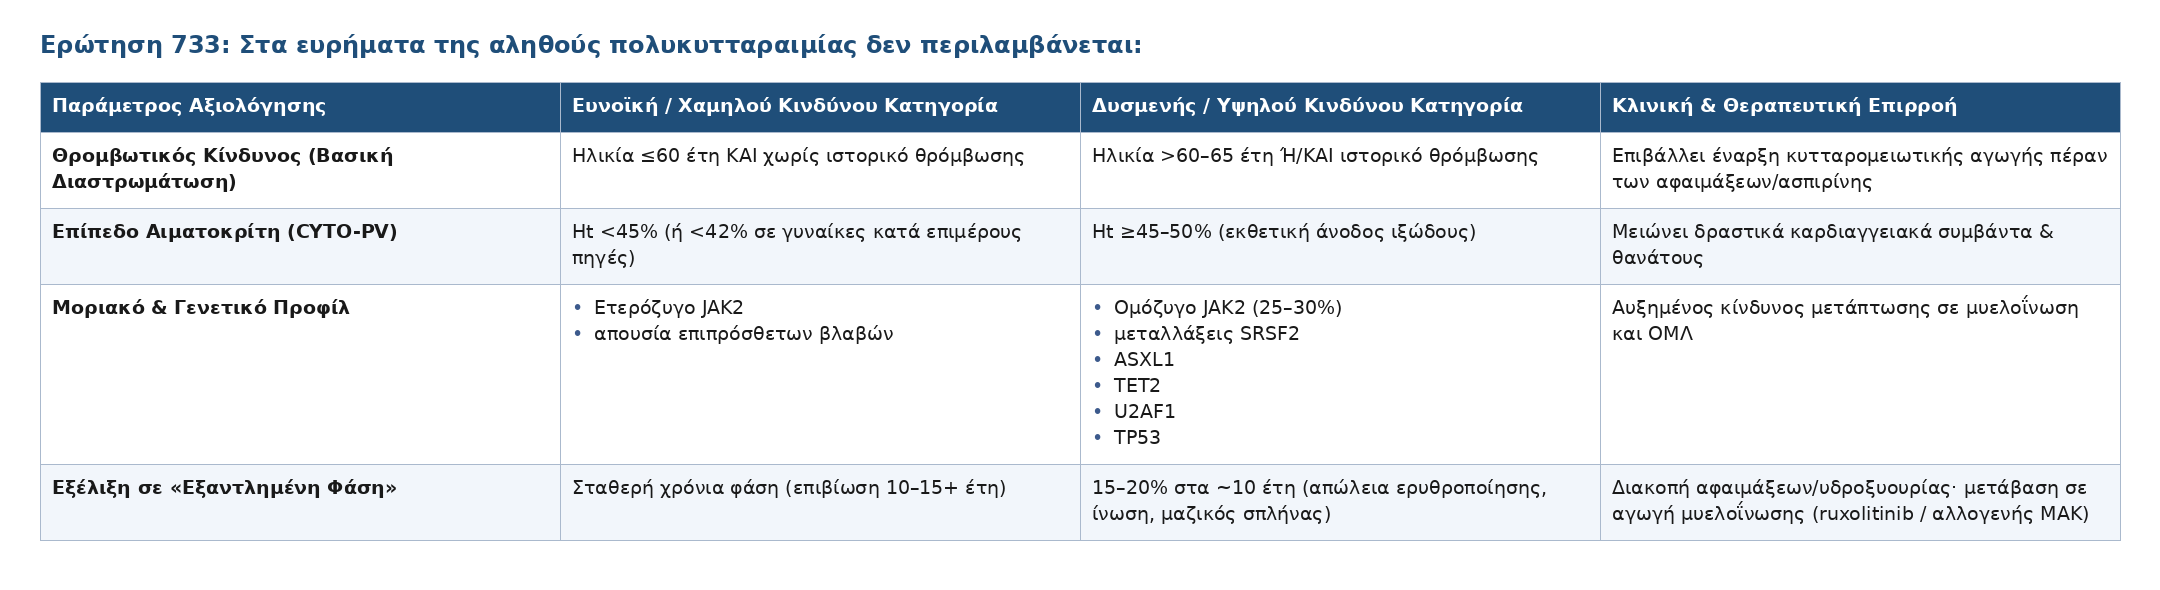 Ερώτηση 733: Στα ευρήματα της αληθούς πολυκυτταραιμίας δεν περιλαμβάνεται:
Παράμετρος Αξιολόγησης
Ευνοϊκή / Χαμηλού Κινδύνου Κατηγορία
Δυσμενής / Υψηλού Κινδύνου Κατηγορία
Κλινική & Θεραπευτική Επιρροή
Θρομβωτικός Κίνδυνος (Βασική
Διαστρωμάτωση)
Ηλικία ≤60 έτη ΚΑΙ χωρίς ιστορικό θρόμβωσης
Ηλικία >60–65 έτη Ή/ΚΑΙ ιστορικό θρόμβωσης
Επιβάλλει έναρξη κυτταρομειωτικής αγωγής πέραν
των αφαιμάξεων/ασπιρίνης
Επίπεδο Αιματοκρίτη (CYTO-PV)
Ht <45% (ή <42% σε γυναίκες κατά επιμέρους
πηγές)
Ht ≥45–50% (εκθετική άνοδος ιξώδους)
Μειώνει δραστικά καρδιαγγειακά συμβάντα &
θανάτους
Μοριακό & Γενετικό Προφίλ
• Ετερόζυγο JAK2
• απουσία επιπρόσθετων βλαβών
• Ομόζυγο JAK2 (25–30%)
• μεταλλάξεις SRSF2
• ASXL1
• TET2
• U2AF1
• TP53
Αυξημένος κίνδυνος μετάπτωσης σε μυελοΐνωση
και ΟΜΛ
Εξέλιξη σε «Εξαντλημένη Φάση»
Σταθερή χρόνια φάση (επιβίωση 10–15+ έτη)
15–20% στα ~10 έτη (απώλεια ερυθροποίησης,
ίνωση, μαζικός σπλήνας)
Διακοπή αφαιμάξεων/υδροξυουρίας· μετάβαση σε
αγωγή μυελοΐνωσης (ruxolitinib / αλλογενής ΜΑΚ)